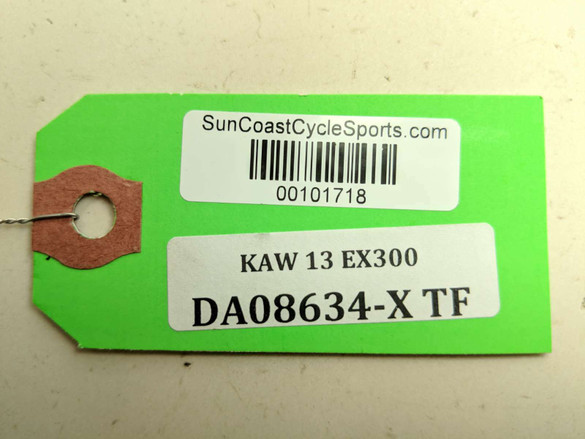 SunCoastCycleSports.com
00101718
KAW 13 EX300
DA08634-X TF